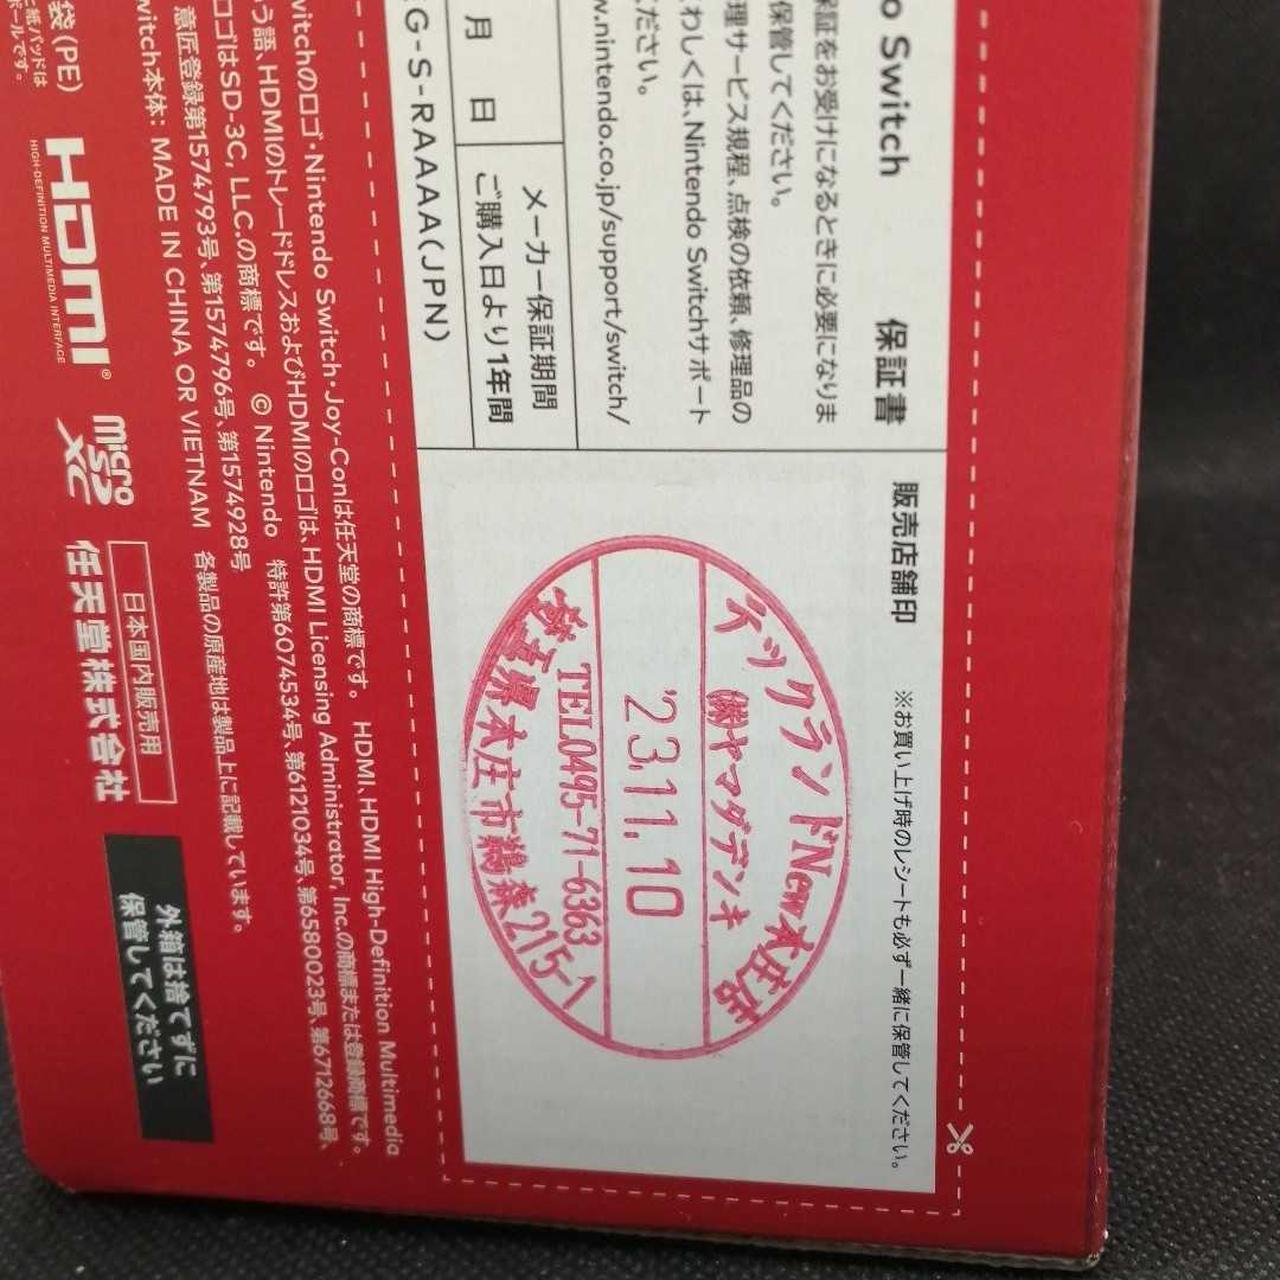 o Switch 保証書
保証をお受けになるときに必要になりま
保管してください。
理サービス規程、点検の依頼、修理品の
わしくは、Nintendo Switchサポート
w.nintendo.co.jp/support/switch/
ださい。
月 日
メーカー保証期間
ご購入日より1年間
G-S-RAAAA(JPN)
販売店舗印 ※お買い上げ時のレシートも必ず一緒に保管してください。
テックランドNew本庄店
㈱ヤマダデンキ
'23.11.10
TEL0495-71-6363
埼玉県本庄市鵜森215-1
witchのロゴ・Nintendo Switch・Joy-Conは任天堂の商標です。 HDMI、HDMI High-Definition Multimedia
う語、HDMIのトレードドレスおよびHDMIのロゴは、HDMI Licensing Administrator, Inc.の商標または登録商標です。
ロゴはSD-3C, LLC.の商標です。 © Nintendo 特許第6074534号、第6121034号、第6580023号、第6712668号、
意匠登録第1574793号、第1574796号、第1574928号
witch本体: MADE IN CHINA OR VIETNAM 各製品の原産地は製品上に記載しています。
袋(PE)
紙パッドは
ボールです。
HDMI®
HIGH-DEFINITION MULTIMEDIA INTERFACE
micro SD XC
日本国内販売用
任天堂株式会社
外箱は捨てずに
保管してください